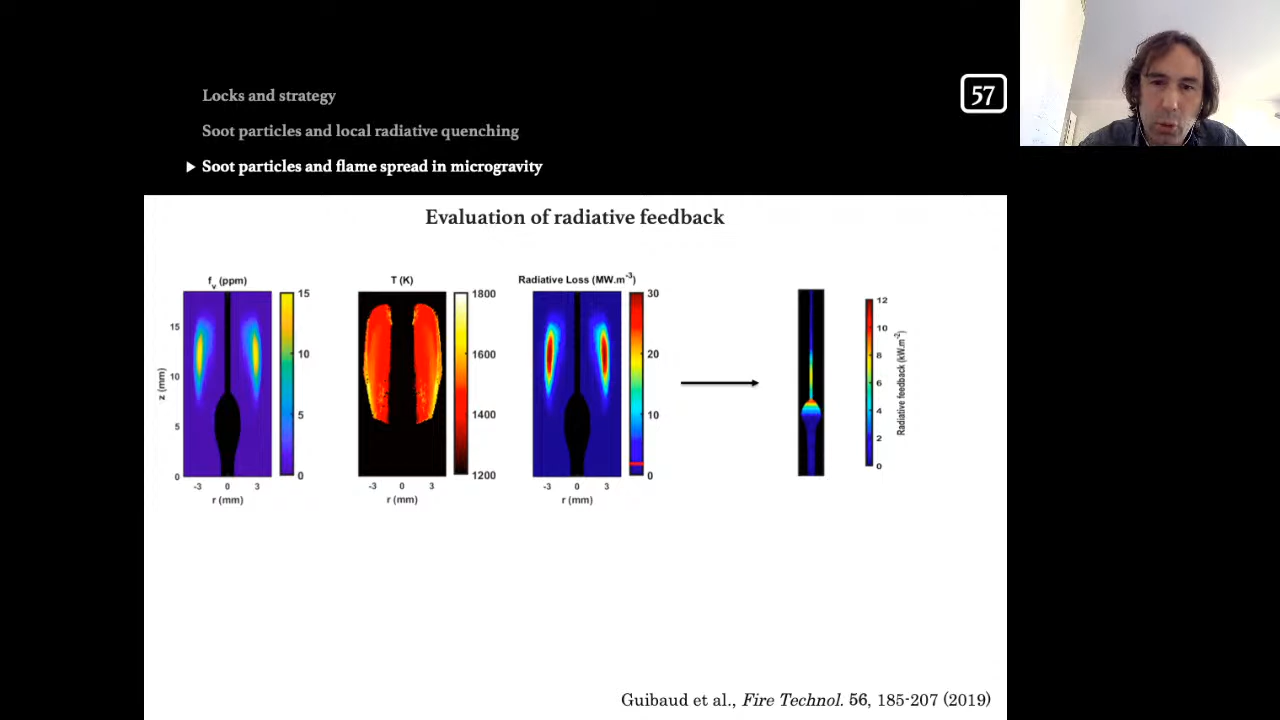 Locks and strategy
57
Soot particles and local radiative quenching
▶ Soot particles and flame spread in microgravity
Evaluation of radiative feedback
fv (ppm)
T (K)
Radiative Loss (MW.m-3)
15
10
5
0
z (mm)
15
10
5
0
-3 0 3
r (mm)
1800
1600
1400
1200
-3 0 3
r (mm)
30
20
10
0
-3 0 3
r (mm)
12
10
8
6
4
2
0
Radiative feedback (kW.m-2)
Guibaud et al., Fire Technol. 56, 185-207 (2019)